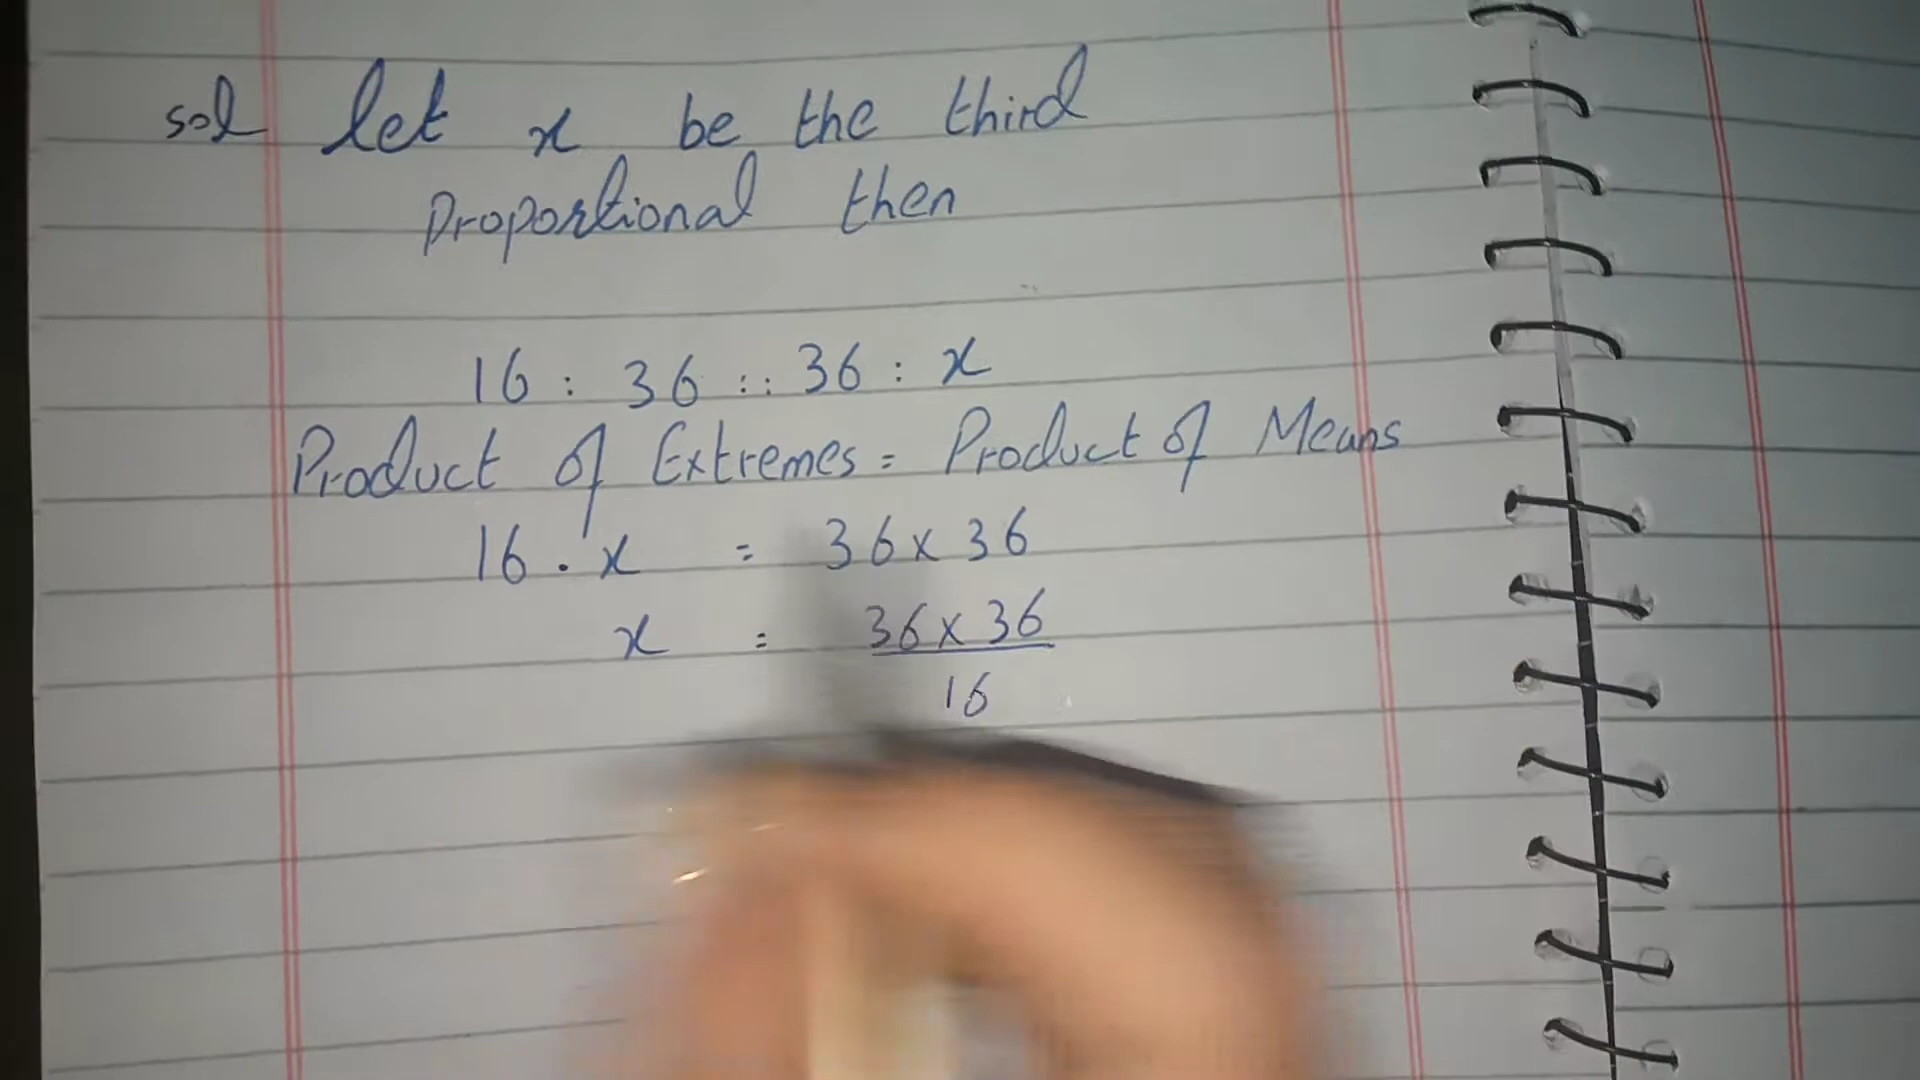 sol let x be the third
Proportional then
16 : 36 :: 36 : x
Product of Extremes = Product of Means
16 . x = 36 x 36
x = 36 x 36
16